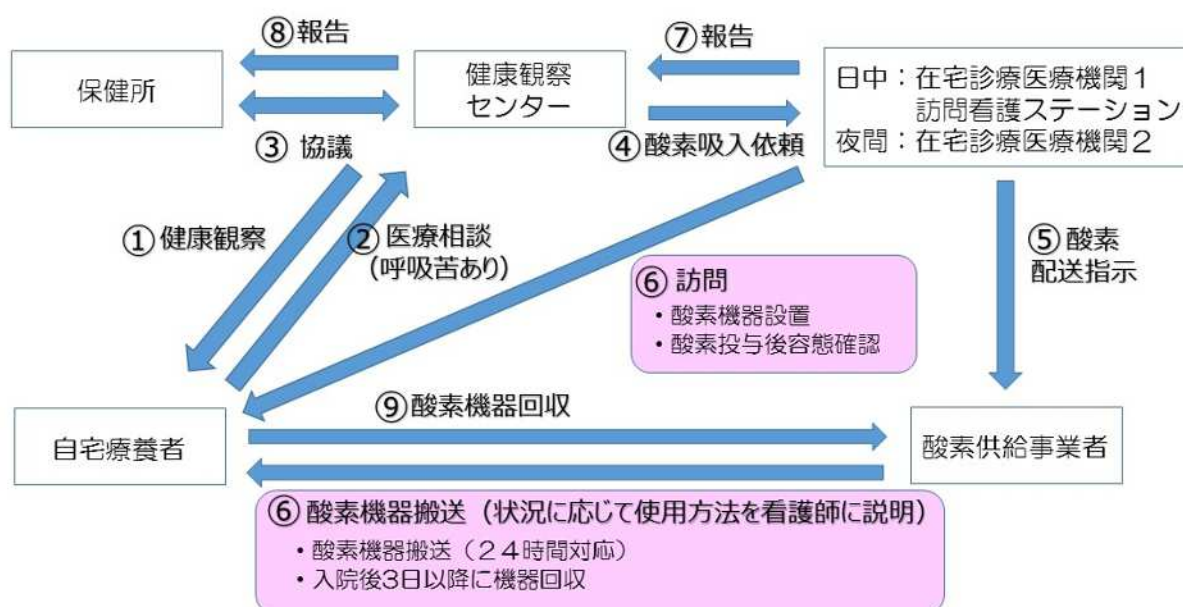 ⑧報告
⑦報告
保健所
健康観察
センター
日中：在宅診療医療機関１
訪問看護ステーション
夜間：在宅診療医療機関２
③ 協議
④酸素吸入依頼
①健康観察
②医療相談
（呼吸苦あり）
⑤酸素
配送指示
⑥ 訪問
・酸素機器設置
・酸素投与後容態確認
⑨酸素機器回収
自宅療養者
酸素供給事業者
⑥ 酸素機器搬送（状況に応じて使用方法を看護師に説明）
・酸素機器搬送（２４時間対応）
・入院後3日以降に機器回収